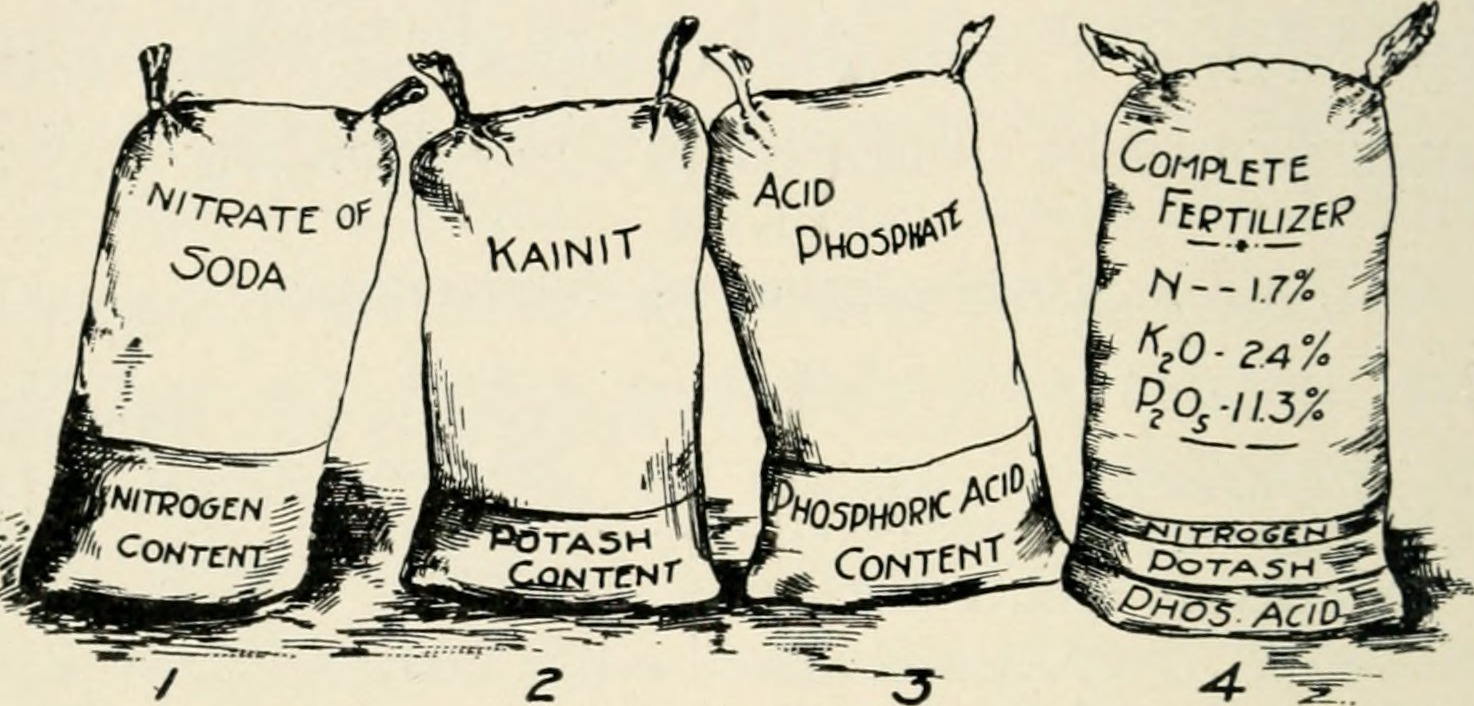 NITRATE OF
SODA
NITROGEN
CONTENT
1
KAINIT
POTASH
CONTENT
2
ACID
PHOSPHATE
PHOSPHORIC ACID
CONTENT
3
COMPLETE
FERTILIZER
N -- 1.7%
K₂O - 2.4%
P₂O₅ - 11.3%
NITROGEN
POTASH
PHOS. ACID
4